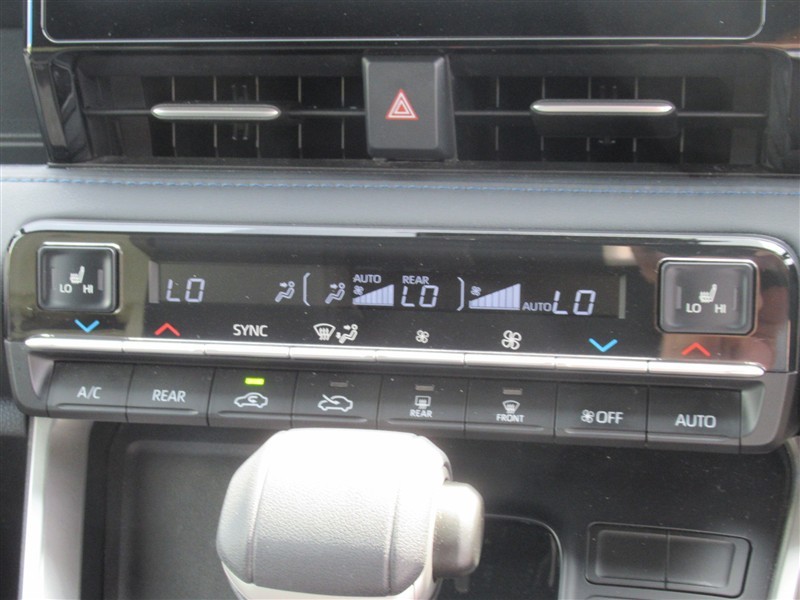 LO HI
LO AUTO REAR LO AUTO LO
LO HI
SYNC
A/C REAR REAR FRONT OFF AUTO